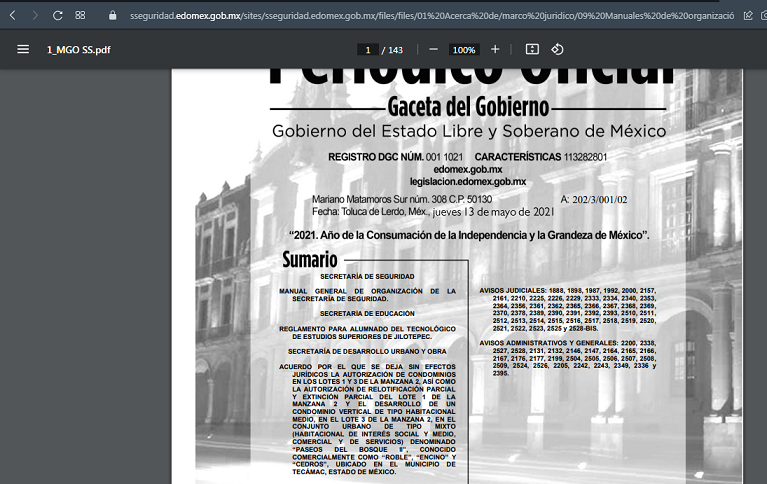 sseguridad.edomex.gob.mx/sites/sseguridad.edomex.gob.mx/files/files/01%20Acerca%20de/marco%20juridico/09%20Manuales%20de%20organizació
1_MGO SS.pdf
1 / 143
100%
Periódico Oficial
Gaceta del Gobierno
Gobierno del Estado Libre y Soberano de México
REGISTRO DGC NÚM. 001 1021 CARACTERÍSTICAS 113282801
edomex.gob.mx
legislacion.edomex.gob.mx
Mariano Matamoros Sur núm. 308 C.P. 50130
A: 202/3/001/02
Fecha: Toluca de Lerdo, Méx., jueves 13 de mayo de 2021
“2021. Año de la Consumación de la Independencia y la Grandeza de México”.
Sumario
SECRETARÍA DE SEGURIDAD
MANUAL GENERAL DE ORGANIZACIÓN DE LA
SECRETARÍA DE SEGURIDAD.
SECRETARÍA DE EDUCACIÓN
REGLAMENTO PARA ALUMNADO DEL TECNOLÓGICO
DE ESTUDIOS SUPERIORES DE JILOTEPEC.
SECRETARÍA DE DESARROLLO URBANO Y OBRA
ACUERDO POR EL QUE SE DEJA SIN EFECTOS
JURÍDICOS LA AUTORIZACIÓN DE CONDOMINIOS
EN LOS LOTES 1 Y 3 DE LA MANZANA 2, ASÍ COMO
LA AUTORIZACIÓN DE RELOTIFICACIÓN PARCIAL
Y EXTINCIÓN PARCIAL DEL LOTE 1 DE LA
MANZANA 2 Y EL DESARROLLO DE UN
CONDOMINIO VERTICAL DE TIPO HABITACIONAL
MEDIO, EN EL LOTE 3 DE LA MANZANA 2, EN EL
CONJUNTO URBANO DE TIPO MIXTO
(HABITACIONAL DE INTERÉS SOCIAL Y MEDIO,
COMERCIAL Y DE SERVICIOS) DENOMINADO
“PASEOS DEL BOSQUE II”, CONOCIDO
COMERCIALMENTE COMO “ROBLE”, “ENCINO” Y
“CEDROS”, UBICADO EN EL MUNICIPIO DE
TECÁMAC, ESTADO DE MÉXICO.
AVISOS JUDICIALES: 1888, 1898, 1987, 1992, 2000, 2157,
2161, 2210, 2225, 2226, 2229, 2333, 2334, 2340, 2353,
2354, 2356, 2361, 2362, 2365, 2366, 2367, 2368, 2369,
2370, 2378, 2389, 2390, 2391, 2392, 2393, 2510, 2511,
2512, 2513, 2514, 2515, 2516, 2517, 2518, 2519, 2520,
2521, 2522, 2523, 2525 y 2528-BIS.
AVISOS ADMINISTRATIVOS Y GENERALES: 2200, 2338,
2527, 2528, 2131, 2132, 2146, 2147, 2164, 2165, 2166,
2167, 2176, 2177, 2199, 2504, 2505, 2506, 2507, 2508,
2509, 2524, 2526, 2205, 2242, 2243, 2349, 2336 y
2395.